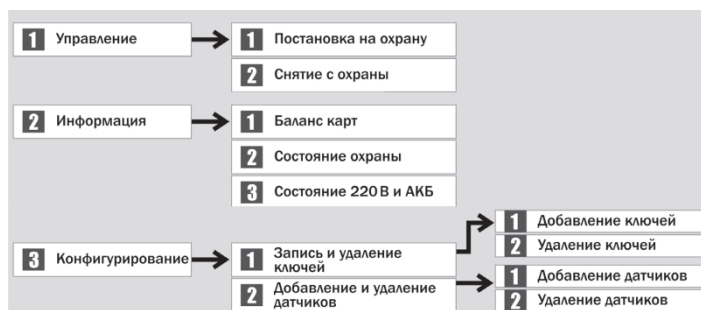 1 Управление
1 Постановка на охрану
2 Снятие с охраны
2 Информация
1 Баланс карт
2 Состояние охраны
3 Состояние 220 В и АКБ
3 Конфигурирование
1 Запись и удаление
ключей
1 Добавление ключей
2 Удаление ключей
2 Добавление и удаление
датчиков
1 Добавление датчиков
2 Удаление датчиков